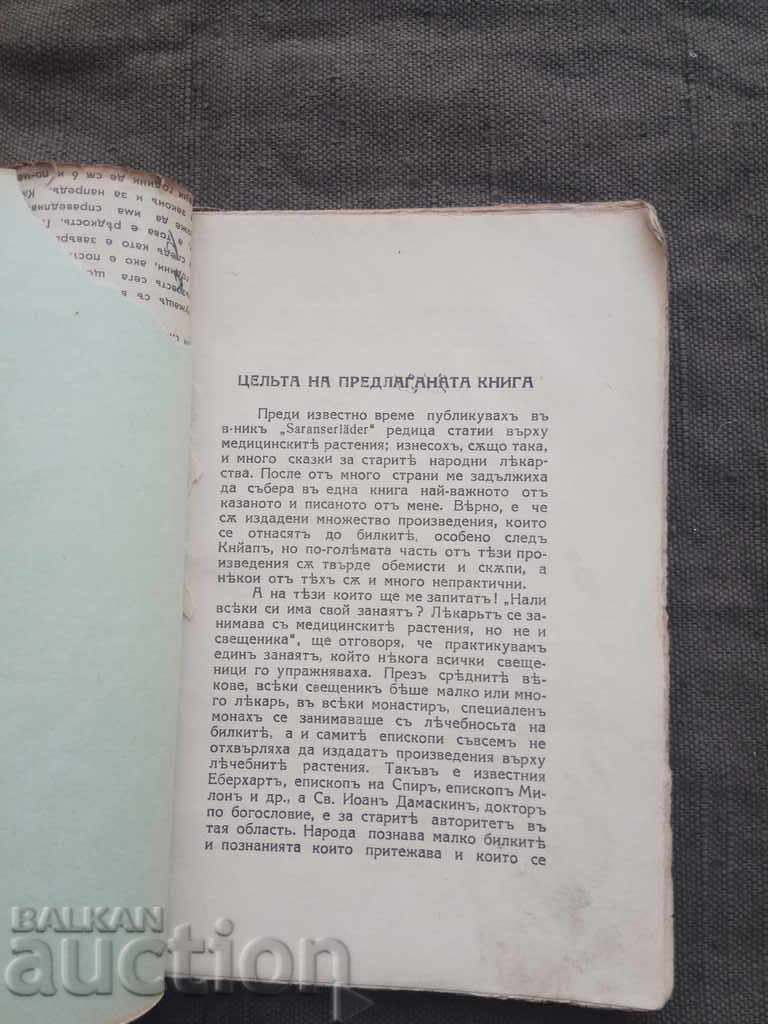 ЦЕЛЬТА НА ПРЕДЛАГАНАТА КНИГА
Преди известно време публикувахъ въ
в-никъ „Saranserläder" редица статии върху
медицинскитѣ растения; изнесохъ, сѫщо така,
и много сказки за старитѣ народни лѣкар-
ства. После отъ много страни ме задължиха
да събера въ една книга най-важното отъ
казаното и писаното отъ мене. Вѣрно, е че
сѫ издадени множество произведения, които
се отнасятъ до билкитѣ, особено следъ
Кнйапъ, но по-голѣмата часть отъ тѣзи про-
изведения сѫ твърде обемисти и скѫпи, а
нѣкои отъ тѣхъ сѫ и много непрактични.
А на тѣзи които ще ме запитатъ! „Нали
всѣки си има свой занаятъ? Лѣкарьтъ се за-
нимава съ медицинскитѣ растения, но не и
свещеника", ще отговоря, че практикувамъ
единъ занаятъ, който нѣкога всички свеще-
ници го упражняваха. Презъ срѣднитѣ вѣ-
кове, всѣки свещеникъ бѣше малко или мно-
го лѣкарь, въ всѣки монастиръ, специаленъ
монахъ се занимаваше съ лѣчебносьта на
билкитѣ, а и самитѣ епископи съвсемъ не
отхвърляха да издадатъ произведения върху
лѣчебнитѣ растения. Такъвъ е известния
Еберхартъ, епископъ на Спиръ, епископъ Ми-
лонъ и др., а Св. Иоанъ Дамаскинъ, докторъ
по богословие, е за старитѣ авторитетъ въ
тая область. Народа познава малко билкитѣ
и познанията които притежава и които се
BALKAN
auction